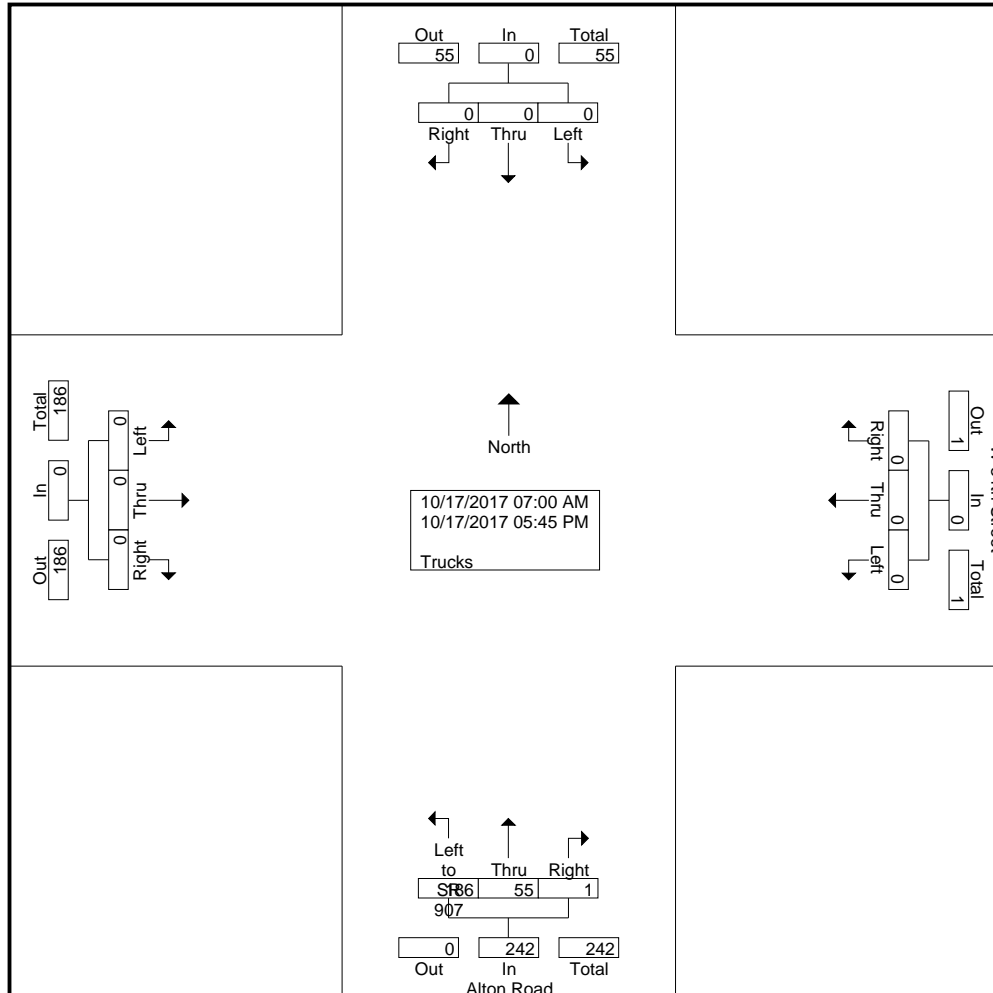 Out In Total
55 0 55
0 0 0
Right Thru Left
Total In Out
186 0 186
0 0 0
Left Thru Right
North
10/17/2017 07:00 AM
10/17/2017 05:45 PM
Trucks
Right Thru Left
0 0 0
Out In Total
1 0 1
Left
to
SR
907
Thru Right
186 55 1
0 242 242
Out In Total
Alton Road